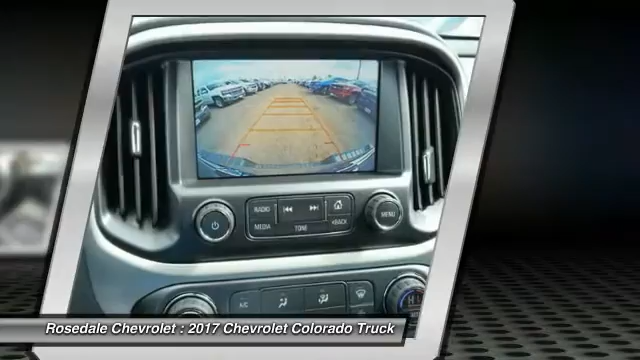 RADIO
MEDIA
TONE
<BACK
MENU
A/C
Rosedale Chevrolet : 2017 Chevrolet Colorado Truck